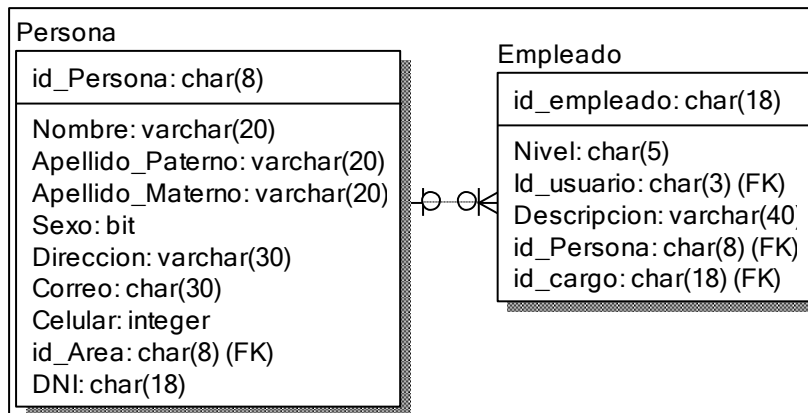 Persona
id_Persona: char(8)
Nombre: varchar(20)
Apellido_Paterno: varchar(20)
Apellido_Materno: varchar(20)
Sexo: bit
Direccion: varchar(30)
Correo: char(30)
Celular: integer
id_Area: char(8) (FK)
DNI: char(18)
Empleado
id_empleado: char(18)
Nivel: char(5)
Id_usuario: char(3) (FK)
Descripcion: varchar(40)
id_Persona: char(8) (FK)
id_cargo: char(18) (FK)